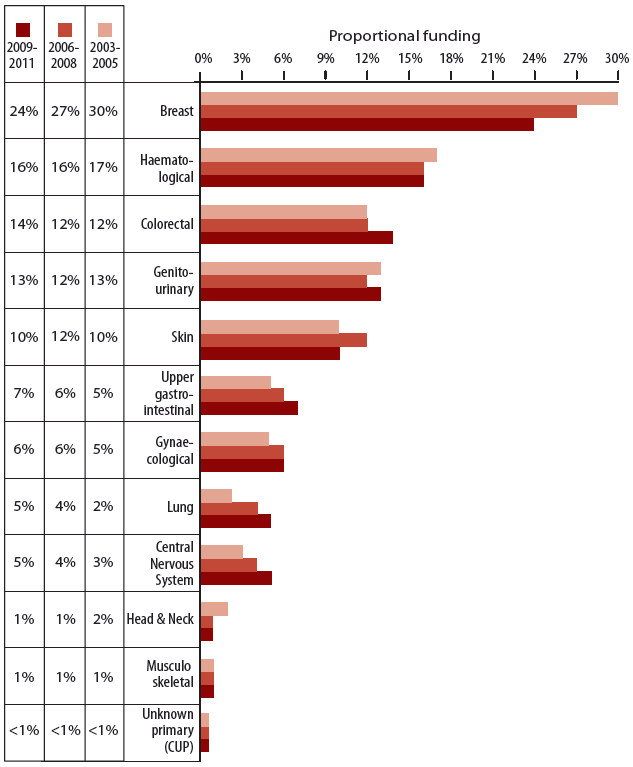 Proportional funding
2009- 2006- 2003-
2011 2008 2005
0% 3% 6% 9% 12% 15% 18% 21% 24% 27% 30%
24% 27% 30% Breast
16% 16% 17% Haemato-
logical
14% 12% 12% Colorectal
13% 12% 13% Genito-
urinary
10% 12% 10% Skin
7% 6% 5% Upper
gastro-
intestinal
6% 6% 5% Gynae-
cological
5% 4% 2% Lung
5% 4% 3% Central
Nervous
System
1% 1% 2% Head & Neck
1% 1% 1% Musculo
skeletal
<1% <1% <1% Unknown
primary
(CUP)